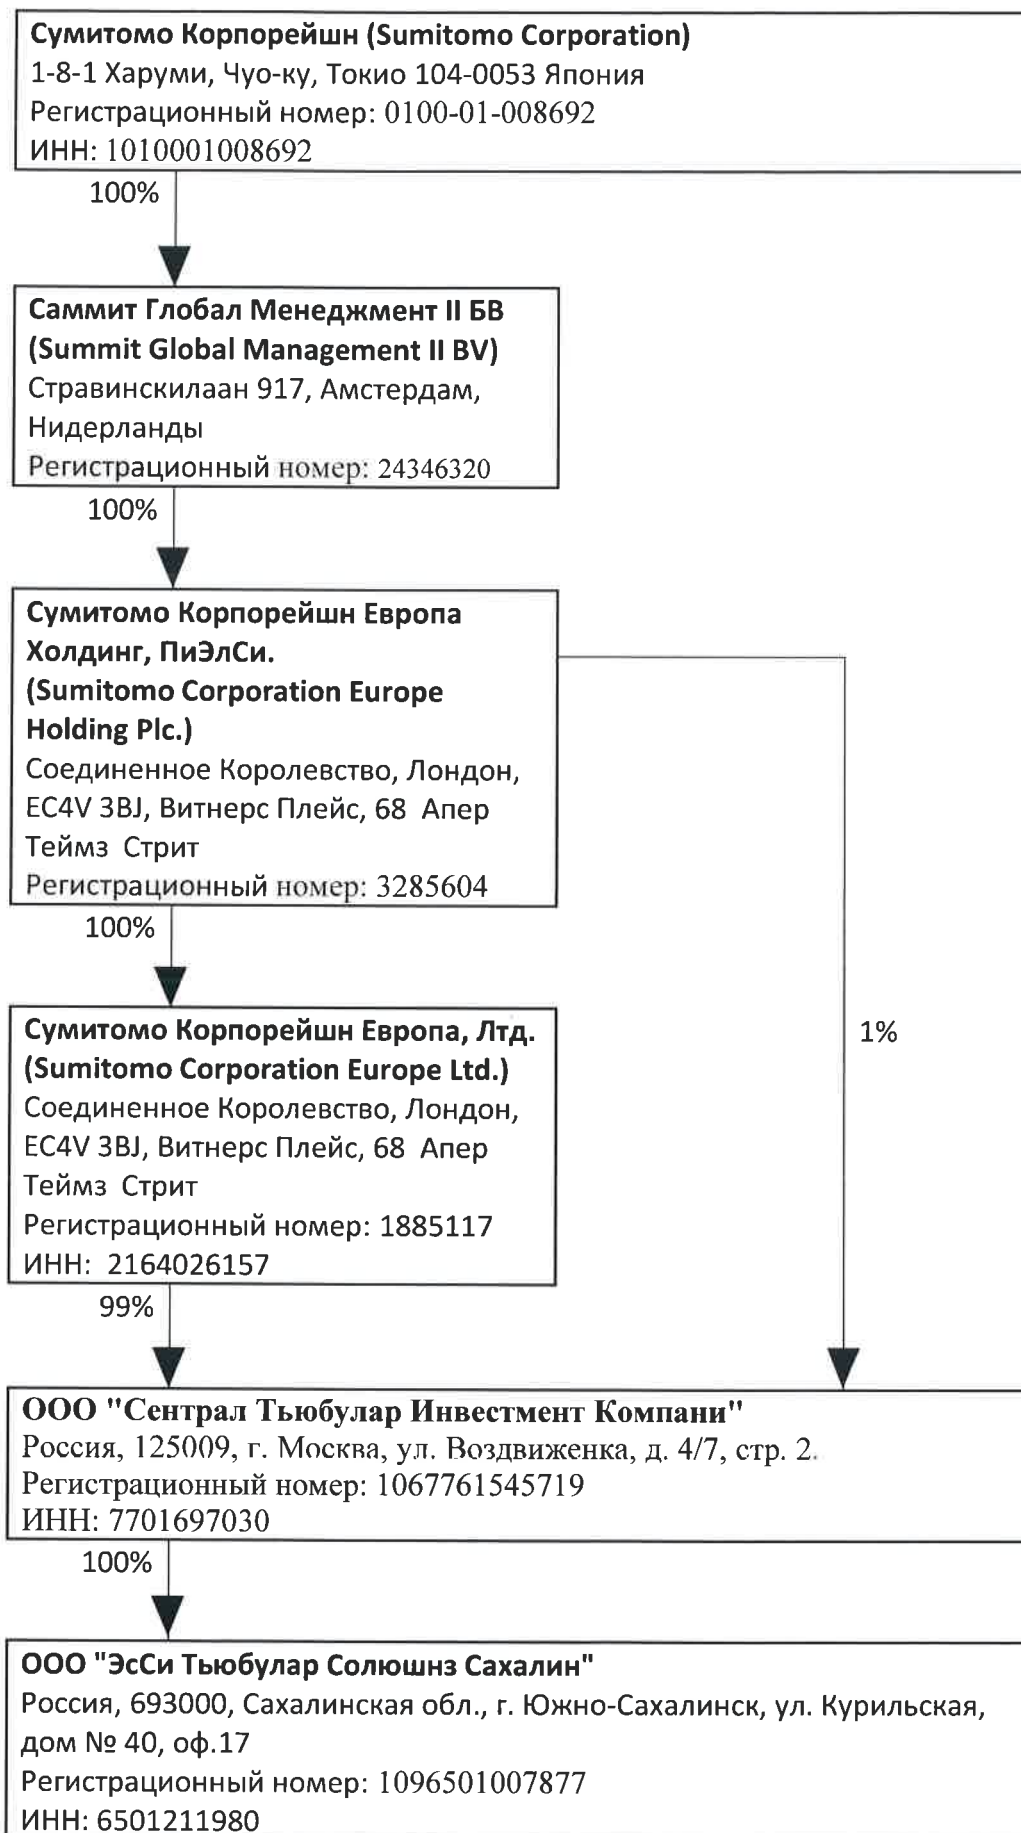 Сумитомо Корпорейшн (Sumitomo Corporation)
1-8-1 Харуми, Чуо-ку, Токио 104-0053 Япония
Регистрационный номер: 0100-01-008692
ИНН: 1010001008692
100%
Саммит Глобал Менеджмент II БВ
(Summit Global Management II BV)
Стравинскилаан 917, Амстердам,
Нидерланды
Регистрационный номер: 24346320
100%
Сумитомо Корпорейшн Европа
Холдинг, ПиЭлСи.
(Sumitomo Corporation Europe
Holding Plc.)
Соединенное Королевство, Лондон,
EC4V 3BJ, Витнерс Плейс, 68 Апер
Теймз Стрит
Регистрационный номер: 3285604
100%
Сумитомо Корпорейшн Европа, Лтд.
(Sumitomo Corporation Europe Ltd.)
Соединенное Королевство, Лондон,
EC4V 3BJ, Витнерс Плейс, 68 Апер
Теймз Стрит
Регистрационный номер: 1885117
ИНН: 2164026157
1%
99%
ООО "Сентрал Тьюбулар Инвестмент Компани"
Россия, 125009, г. Москва, ул. Воздвиженка, д. 4/7, стр. 2.
Регистрационный номер: 1067761545719
ИНН: 7701697030
100%
ООО "ЭсСи Тьюбулар Солюшнз Сахалин"
Россия, 693000, Сахалинская обл., г. Южно-Сахалинск, ул. Курильская,
дом № 40, оф.17
Регистрационный номер: 1096501007877
ИНН: 6501211980